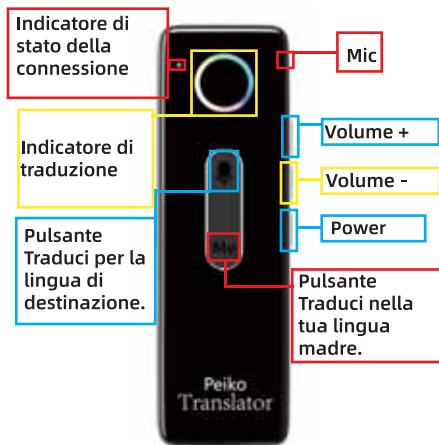 Indicatore di
stato della
connessione
Mic
Indicatore di
traduzione
Volume +
Volume -
Power
Pulsante
Traduci per la
lingua di
destinazione.
Me
Pulsante
Traduci nella
tua lingua
madre.
Peiko
Translator